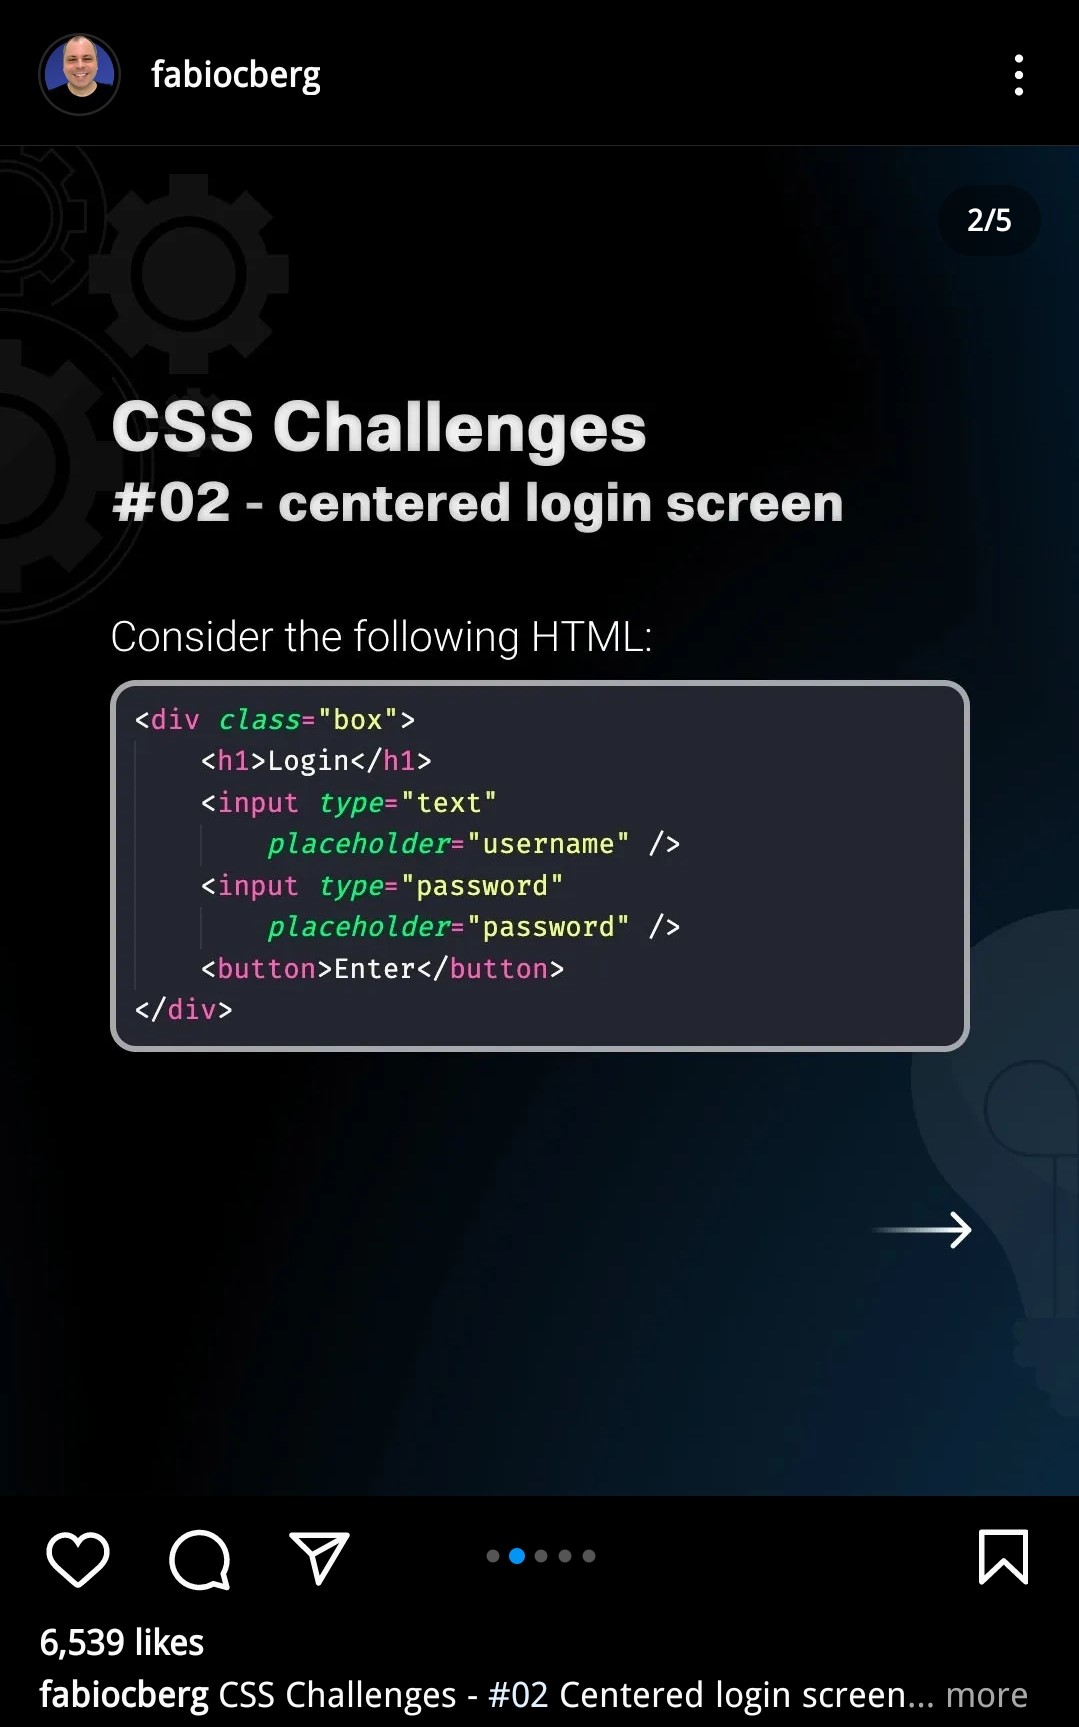 fabiocberg
2/5
CSS Challenges
#02 - centered login screen
Consider the following HTML:
<div class="box">
    <h1>Login</h1>
    <input type="text"
        placeholder="username" />
    <input type="password"
        placeholder="password" />
    <button>Enter</button>
</div>
6,539 likes
fabiocberg CSS Challenges - #02 Centered login screen... more